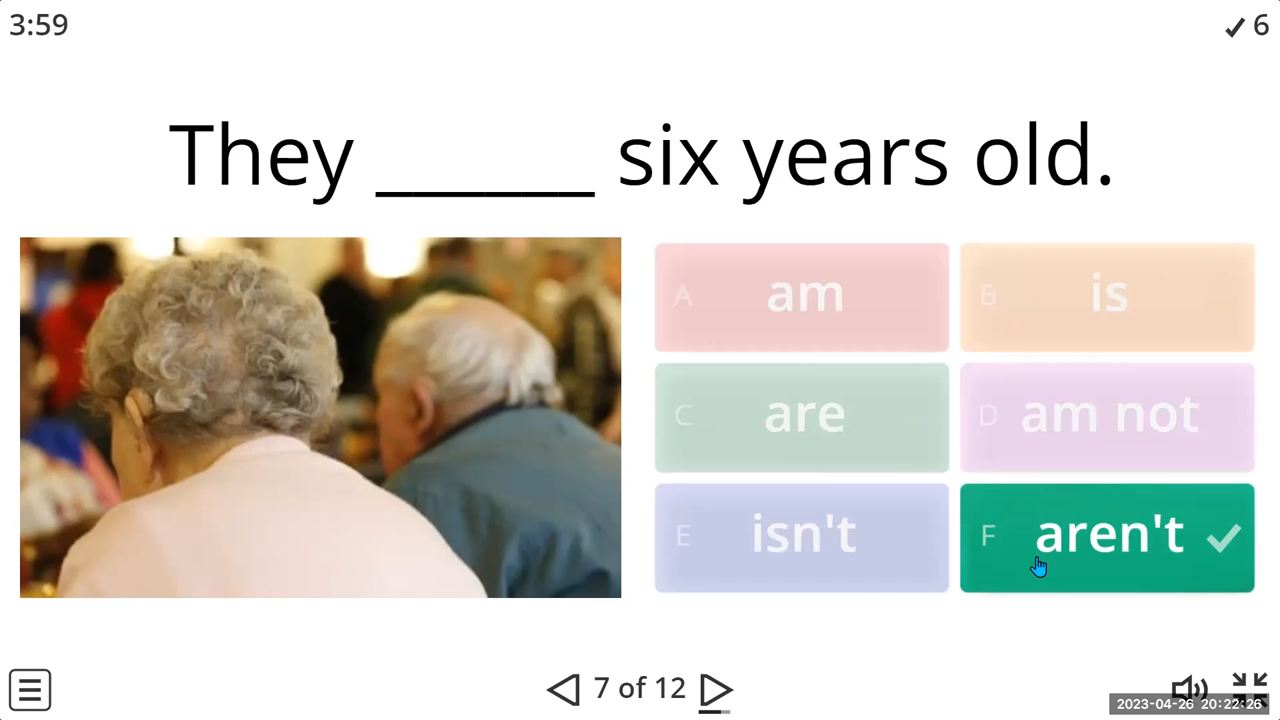 3:59
✓ 6
They ______ six years old.
A am
B is
C are
D am not
E isn't
F aren't ✓
7 of 12
2023-04-26 20:22:26